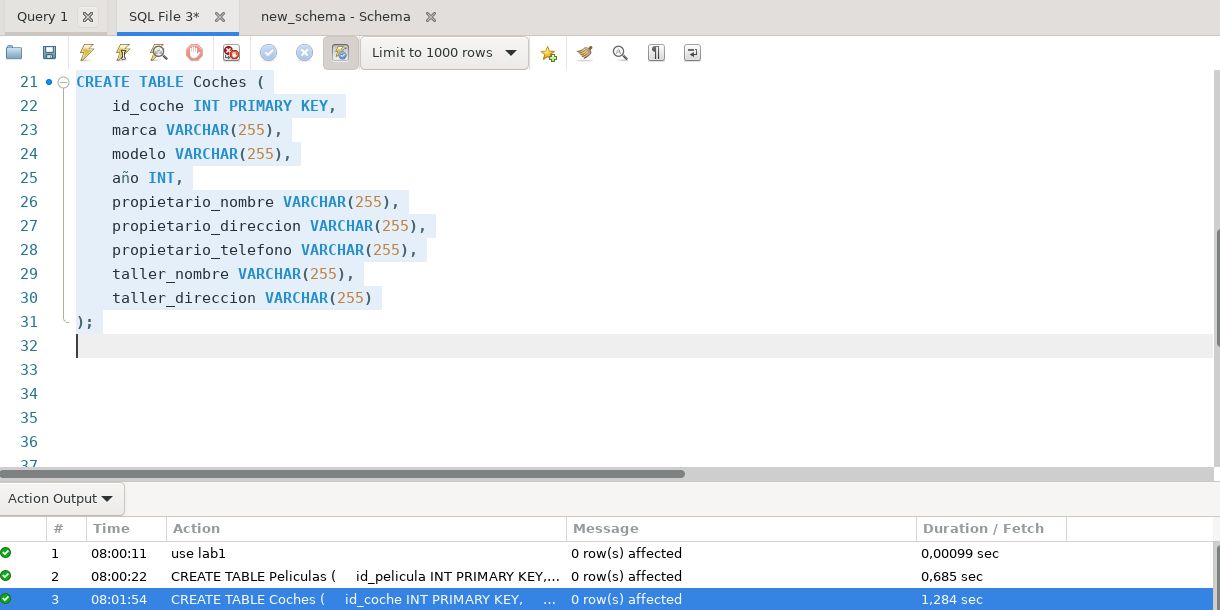 Query 1 SQL File 3* new_schema - Schema
Limit to 1000 rows
21 CREATE TABLE Coches (
22 id_coche INT PRIMARY KEY,
23 marca VARCHAR(255),
24 modelo VARCHAR(255),
25 año INT,
26 propietario_nombre VARCHAR(255),
27 propietario_direccion VARCHAR(255),
28 propietario_telefono VARCHAR(255),
29 taller_nombre VARCHAR(255),
30 taller_direccion VARCHAR(255)
31 );
32
33
34
35
36
37
Action Output
# Time Action Message Duration / Fetch
1 08:00:11 use lab1 0 row(s) affected 0,00099 sec
2 08:00:22 CREATE TABLE Peliculas ( id_pelicula INT PRIMARY KEY,... 0 row(s) affected 0,685 sec
3 08:01:54 CREATE TABLE Coches ( id_coche INT PRIMARY KEY, ... 0 row(s) affected 1,284 sec